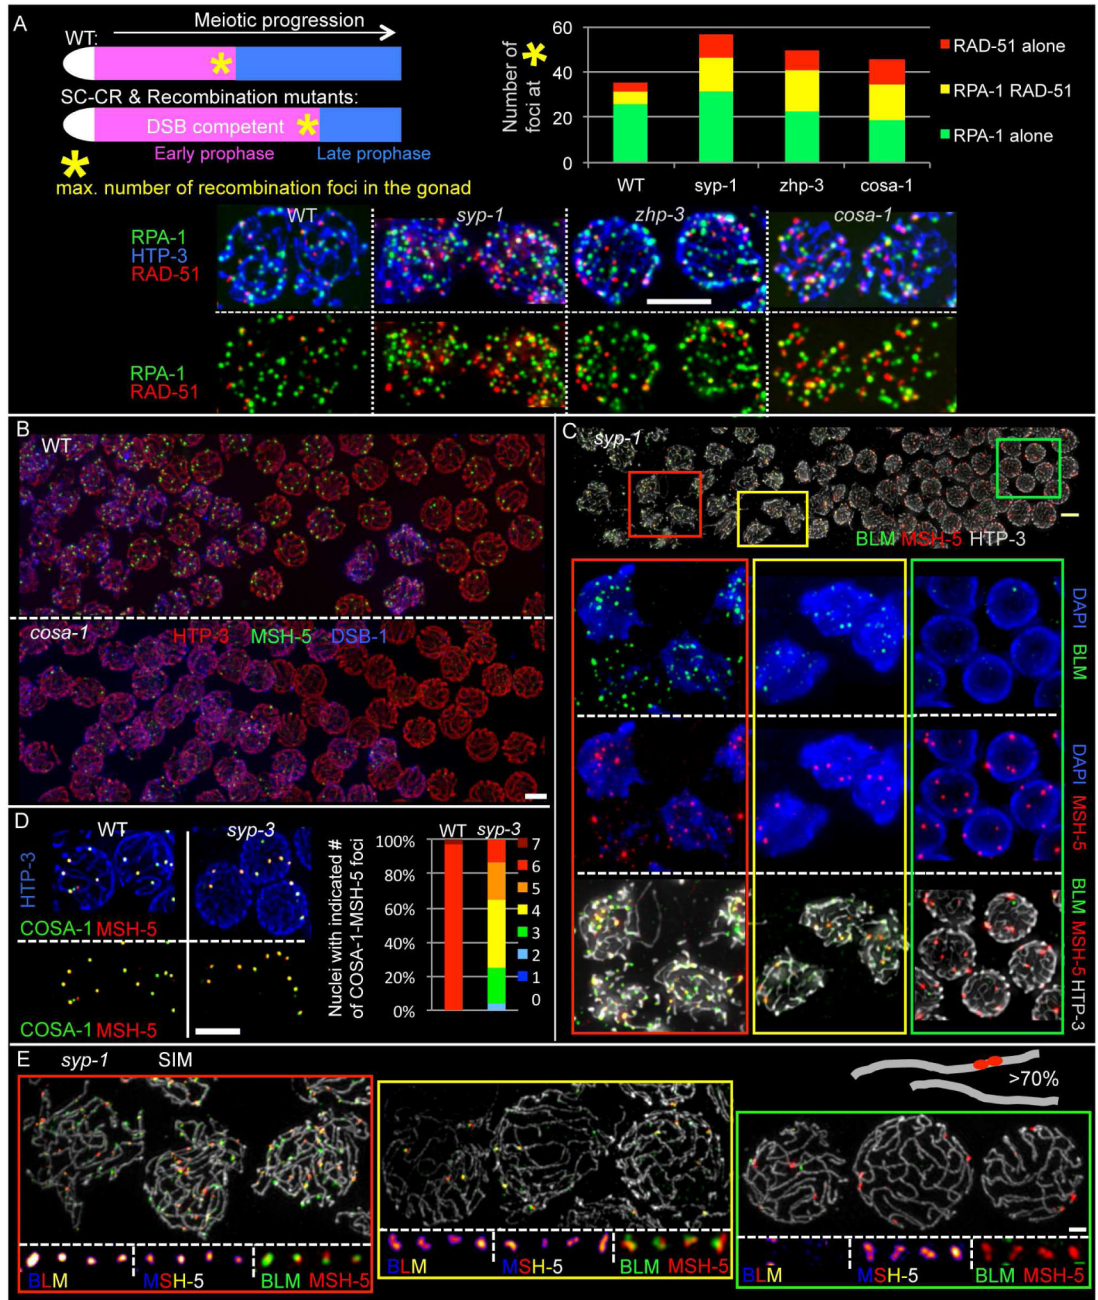 A
Meiotic progression
WT:
SC-CR & Recombination mutants:
DSB competent
Early prophase
Late prophase
max. number of recombination foci in the gonad
Number of
foci at
60
40
20
0
WT
syp-1
zhp-3
cosa-1
RAD-51 alone
RPA-1 RAD-51
RPA-1 alone
WT
syp-1
zhp-3
cosa-1
RPA-1
HTP-3
RAD-51
RPA-1
RAD-51
B
WT
cosa-1
HTP-3
MSH-5
DSB-1
C
syp-1
BLM MSH-5 HTP-3
DAPI BLM
DAPI MSH-5
BLM MSH-5 HTP-3
D
WT
syp-3
HTP-3
COSA-1 MSH-5
COSA-1 MSH-5
Nuclei with indicated #
of COSA-1-MSH-5 foci
WT
syp-3
100%
80%
60%
40%
20%
0%
7
6
5
4
3
2
1
0
E
syp-1
SIM
>70%
BLM
MSH-5
BLM MSH-5
BLM
MSH-5
BLM MSH-5
BLM
MSH-5
BLM MSH-5